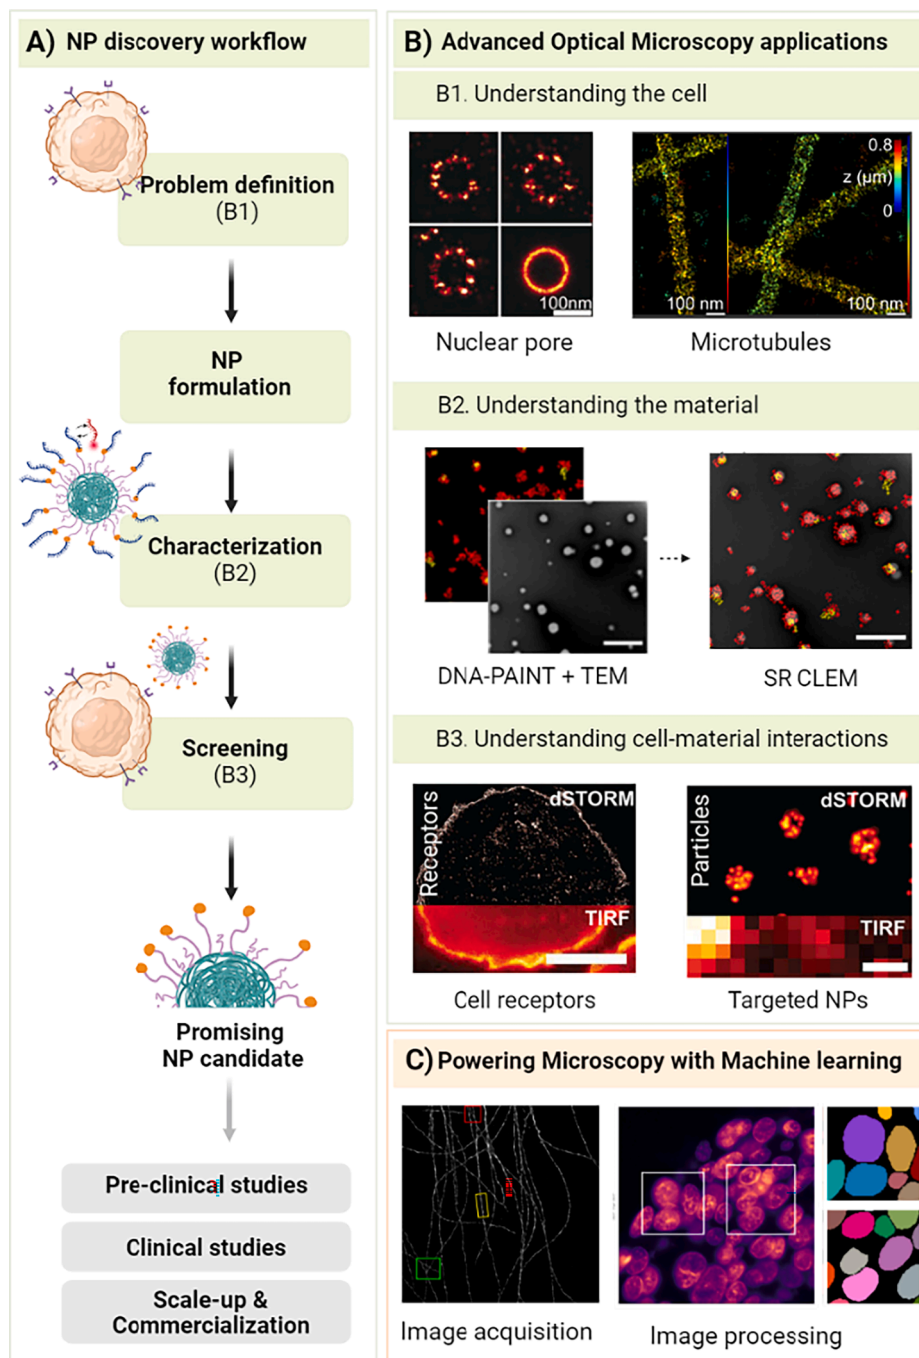 A) NP discovery workflow
Problem definition
(B1)
NP
formulation
Characterization
(B2)
Screening
(B3)
Promising
NP candidate
Pre-clinical studies
Clinical studies
Scale-up &
Commercialization
B) Advanced Optical Microscopy applications
B1. Understanding the cell
0.8
z (μm)
0
100nm
100 nm
100 nm
Nuclear pore
Microtubules
B2. Understanding the material
DNA-PAINT + TEM
SR CLEM
B3. Understanding cell-material interactions
Receptors
dSTORM
TIRF
Particles
dSTORM
TIRF
Cell receptors
Targeted NPs
C) Powering Microscopy with Machine learning
Image acquisition
Image processing